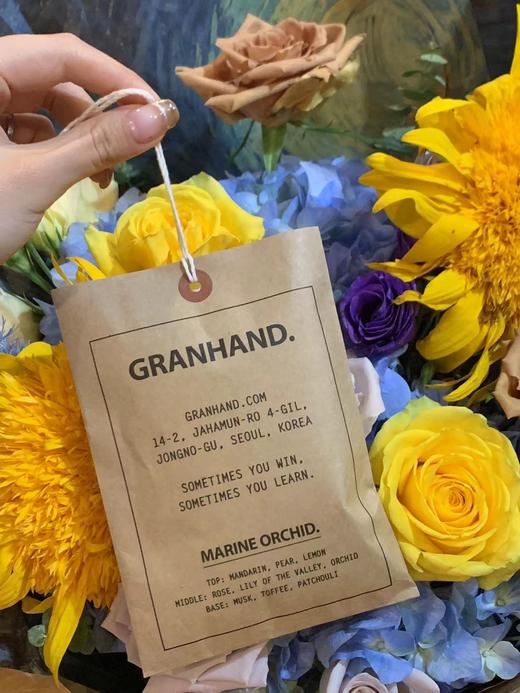 GRANHAND.
GRANHAND.COM
14-2, JAHAMUN-RO 4-GIL,
JONGNO-GU, SEOUL, KOREA
SOMETIMES YOU WIN,
SOMETIMES YOU LEARN.
MARINE ORCHID.
TOP: MANDARIN, PEAR, LEMON
MIDDLE: ROSE, LILY OF THE VALLEY, ORCHID
BASE: MUSK, TOFFEE, PATCHOULI